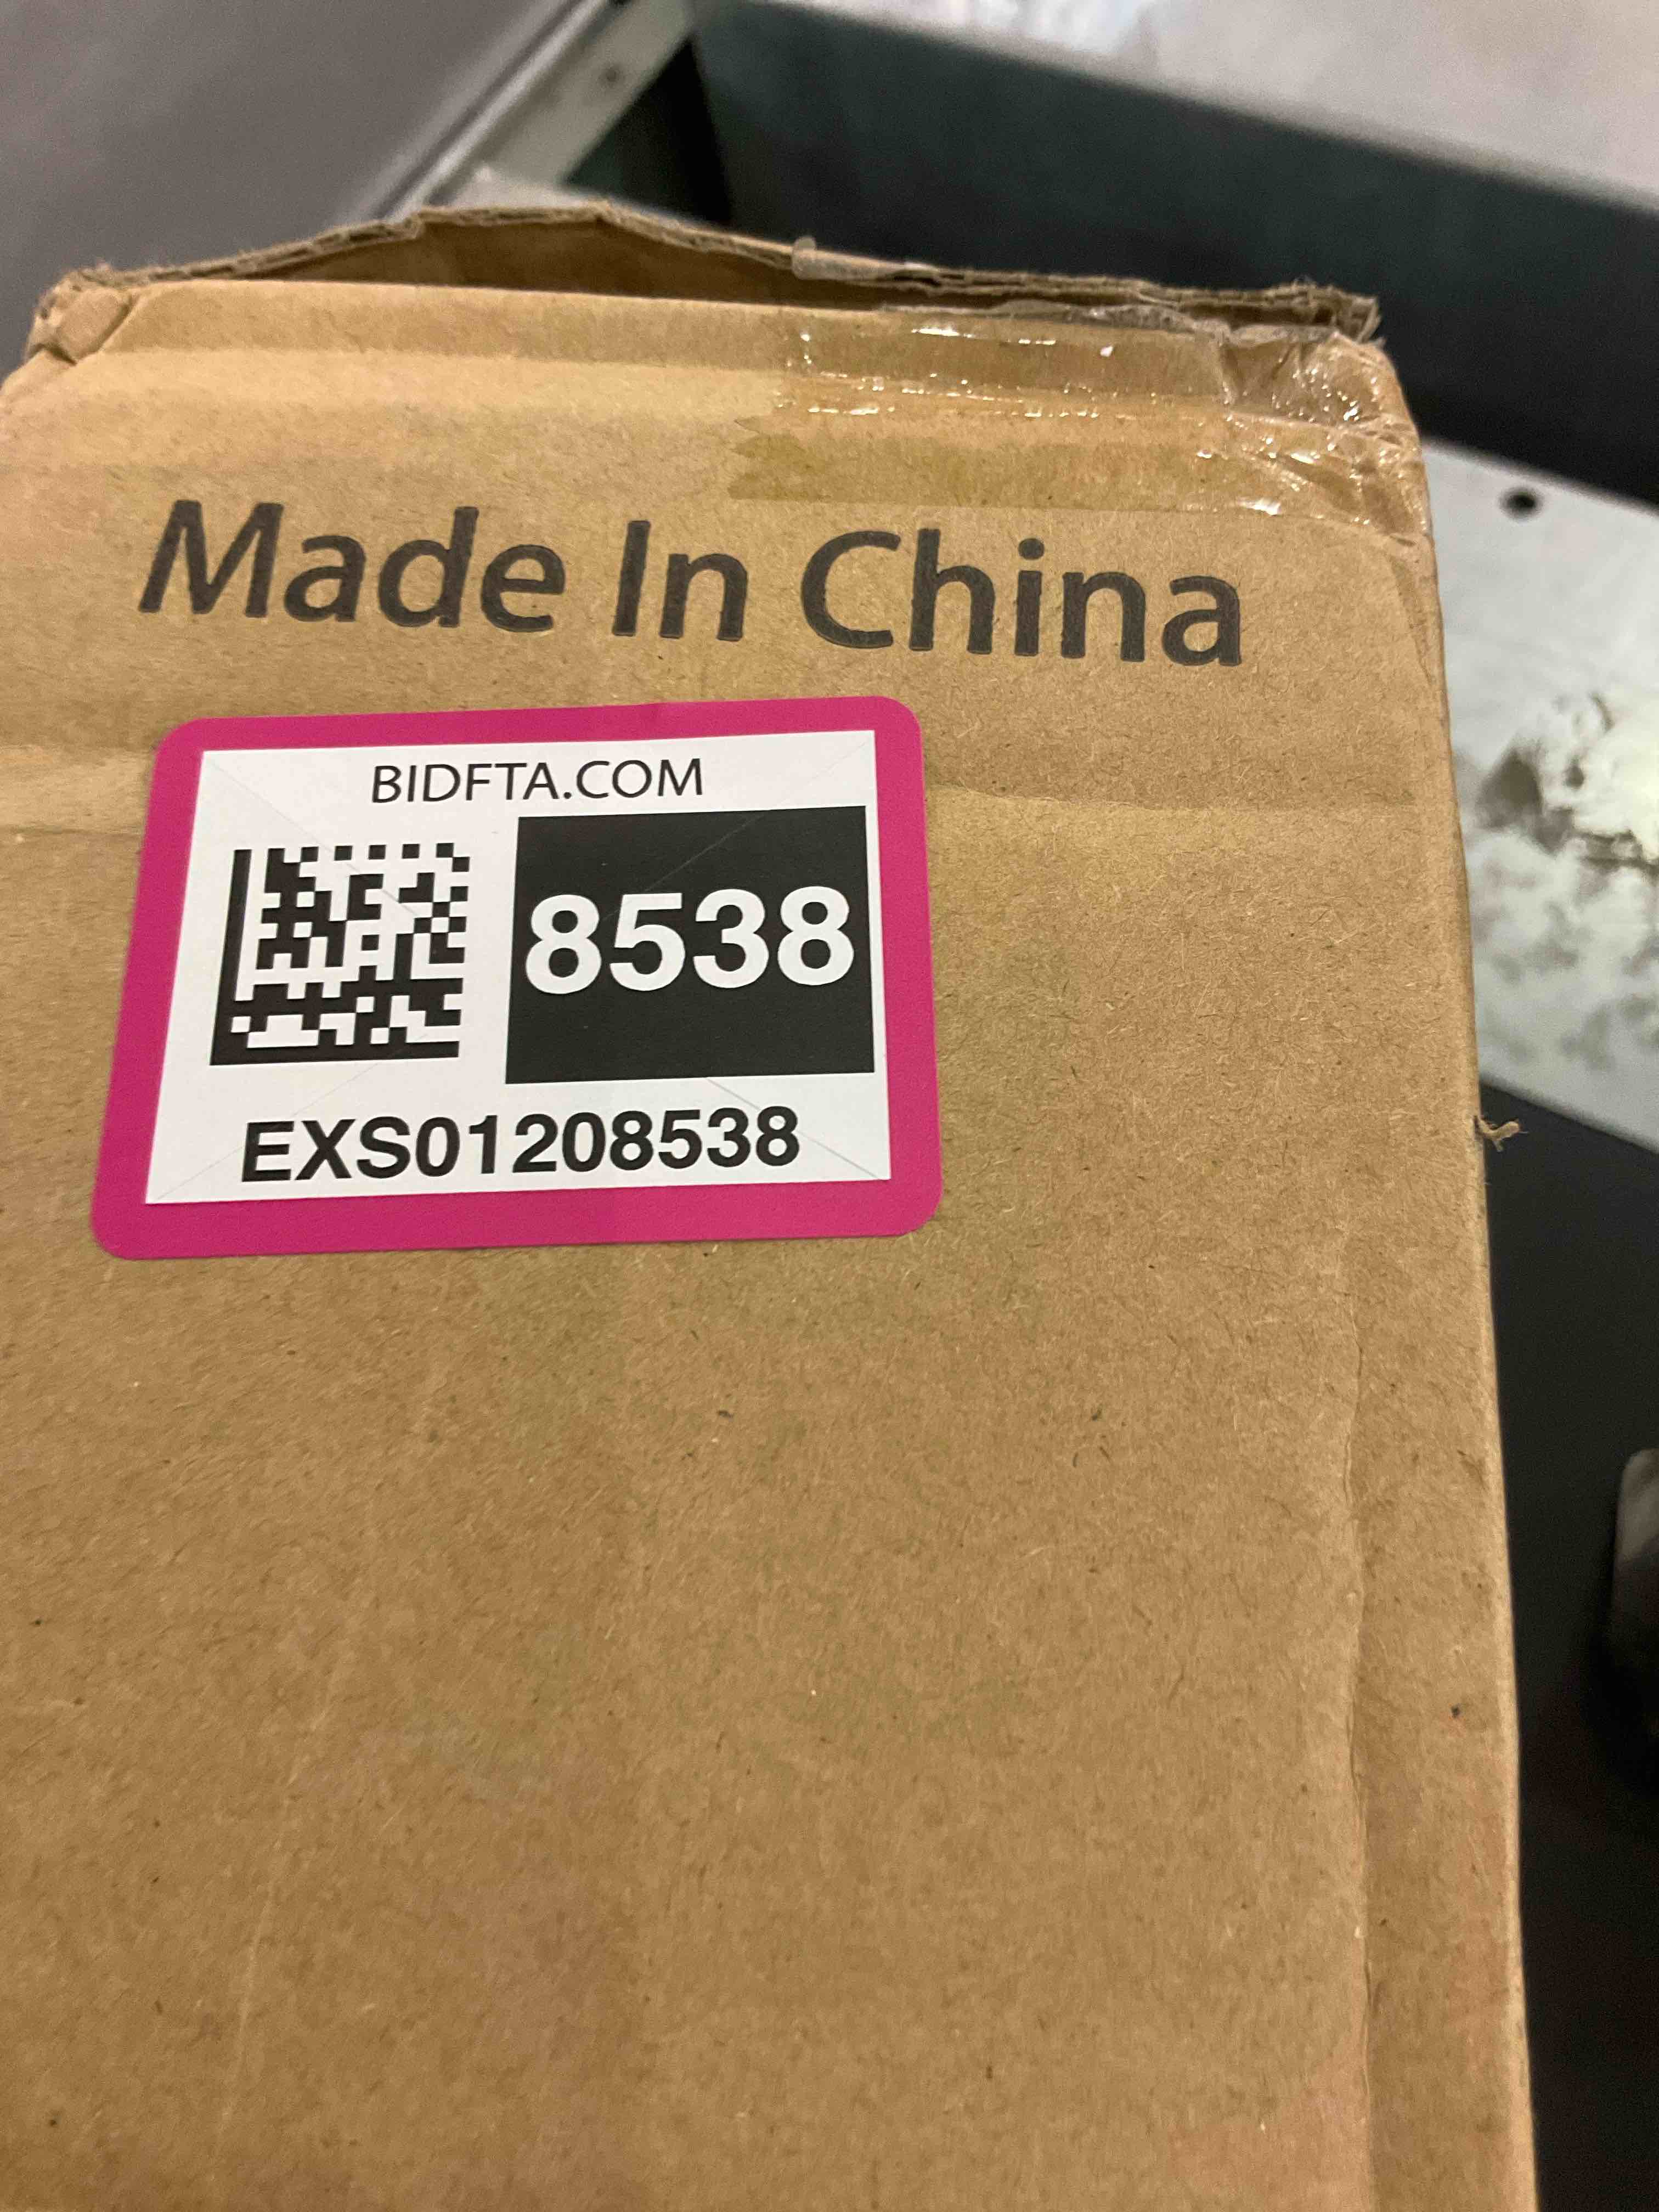 Made In China
BIDFTA.COM
8538
EXS01208538